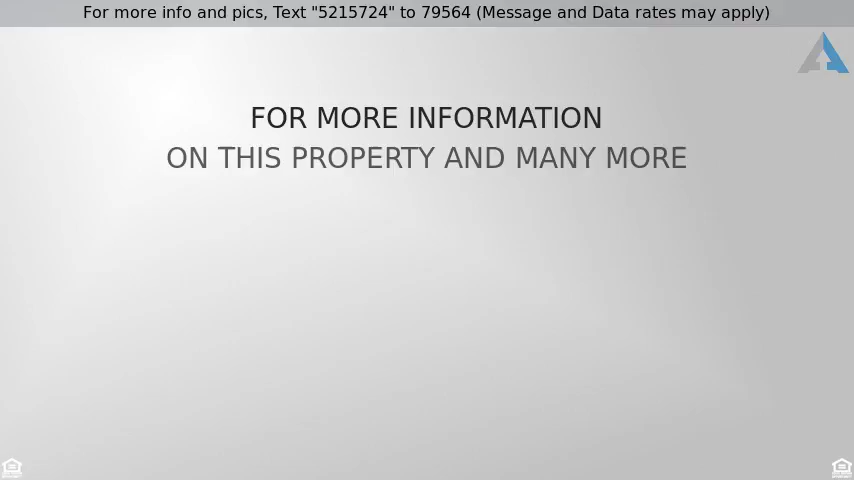 For more info and pics, Text "5215724" to 79564 (Message and Data rates may apply)
FOR MORE INFORMATION
ON THIS PROPERTY AND MANY MORE